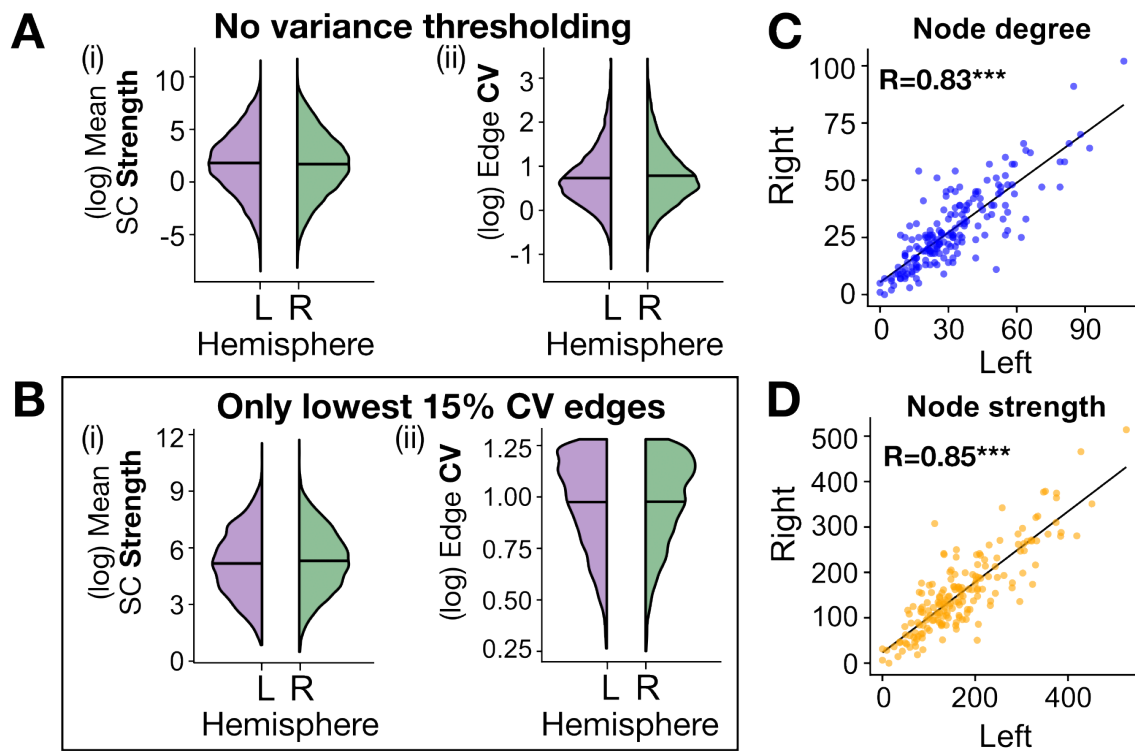 A
No variance thresholding
(i)
(log) Mean
SC Strength
10
5
0
-5
L R
Hemisphere
(ii)
(log) Edge CV
3
2
1
0
-1
L R
Hemisphere
B
Only lowest 15% CV edges
(i)
(log) Mean
SC Strength
12
9
6
3
0
L R
Hemisphere
(ii)
(log) Edge CV
1.25
1.00
0.75
0.50
0.25
L R
Hemisphere
C
Node degree
R=0.83***
Right
100
75
50
25
0
0 30 60 90
Left
D
Node strength
R=0.85***
Right
500
400
300
200
100
0
0 200 400
Left